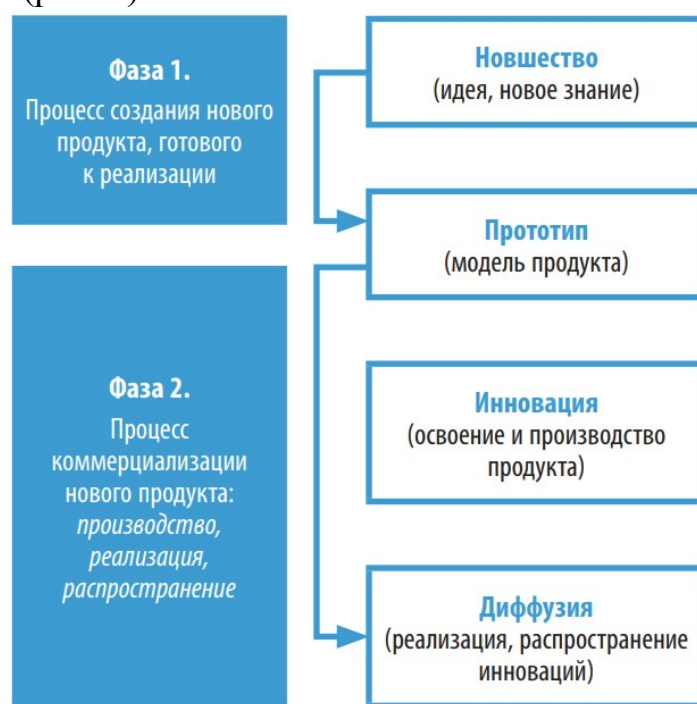 Фаза 1.
Процесс создания нового
продукта, готового
к реализации
Новшество
(идея, новое знание)
Прототип
(модель продукта)
Фаза 2.
Процесс
коммерциализации
нового продукта:
производство,
реализация,
распространение
Инновация
(освоение и производство
продукта)
Диффузия
(реализация, распространение
инноваций)